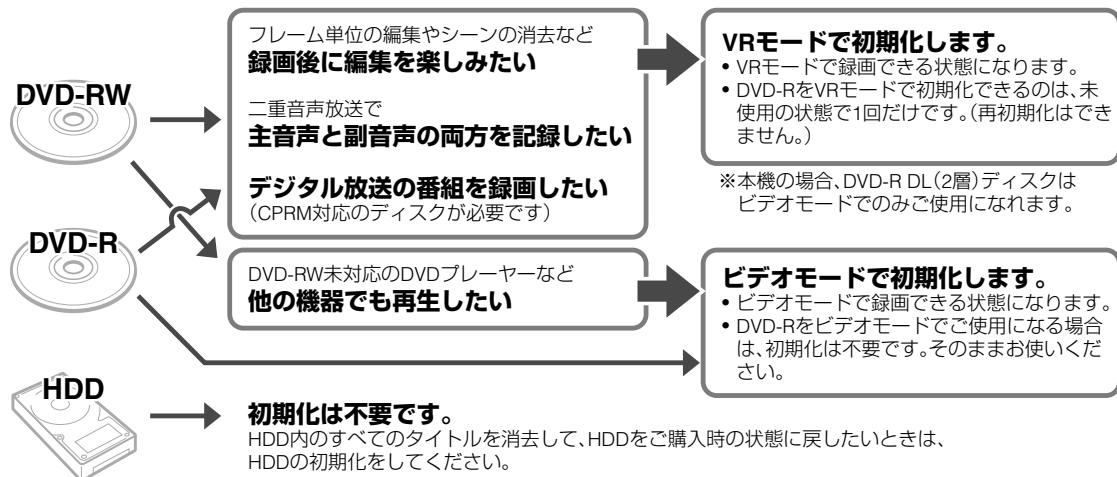 DVD-RW
DVD-R
HDD
フレーム単位の編集やシーンの消去など
録画後に編集を楽しみたい
二重音声放送で
主音声と副音声の両方を記録したい
デジタル放送の番組を録画したい
（CPRM対応のディスクが必要です）
VRモードで初期化します。
• VRモードで録画できる状態になります。
• DVD-RをVRモードで初期化できるのは、未
使用の状態で1回だけです。（再初期化はでき
ません。）
※本機の場合、DVD-R DL（2層）ディスクは
ビデオモードでのみご使用になれます。
DVD-RW未対応のDVDプレーヤーなど
他の機器でも再生したい
ビデオモードで初期化します。
• ビデオモードで録画できる状態になります。
• DVD-Rをビデオモードでご使用になる場合
は、初期化は不要です。そのままお使いくだ
さい。
初期化は不要です。
HDD内のすべてのタイトルを消去して、HDDをご購入時の状態に戻したいときは、
HDDの初期化をしてください。